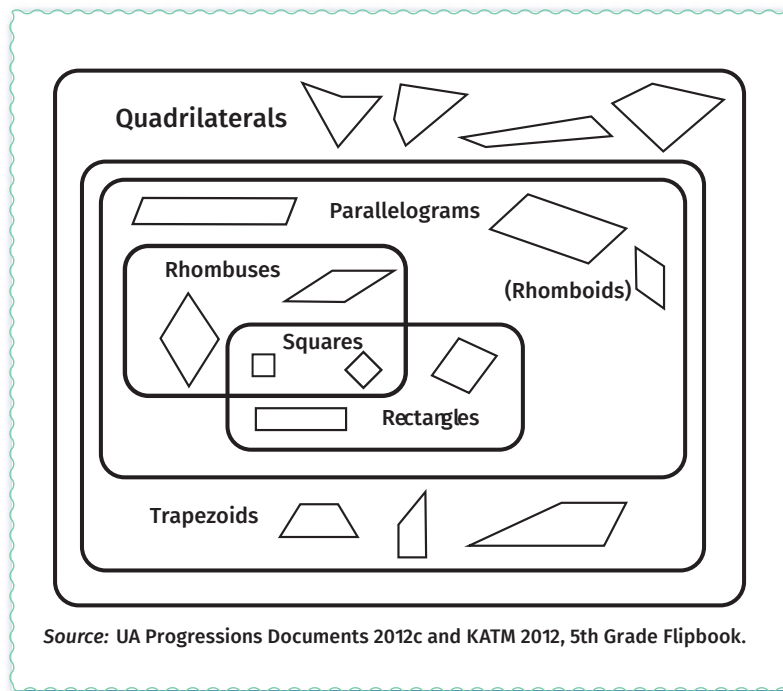 Quadrilaterals
Parallelograms
Rhombuses
(Rhomboids)
Squares
Rectangles
Trapezoids
Source: UA Progressions Documents 2012c and KATM 2012, 5th Grade Flipbook.